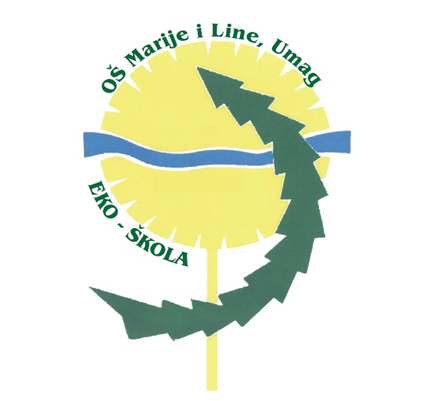 OŠ Marije i Line, Umag
EKO - ŠKOLA